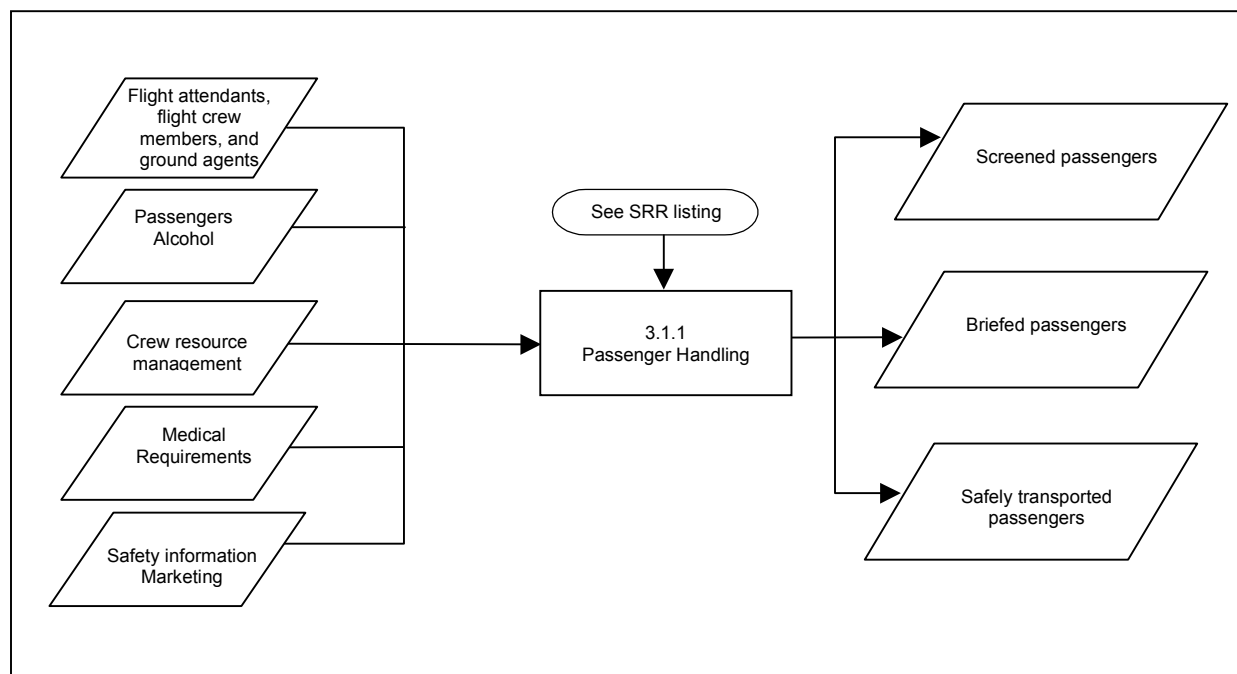 Flight attendants,
flight crew
members, and
ground agents
Passengers
Alcohol
Crew resource
management
Medical
Requirements
Safety information
Marketing
See SRR listing
3.1.1
Passenger Handling
Screened passengers
Briefed passengers
Safely transported
passengers